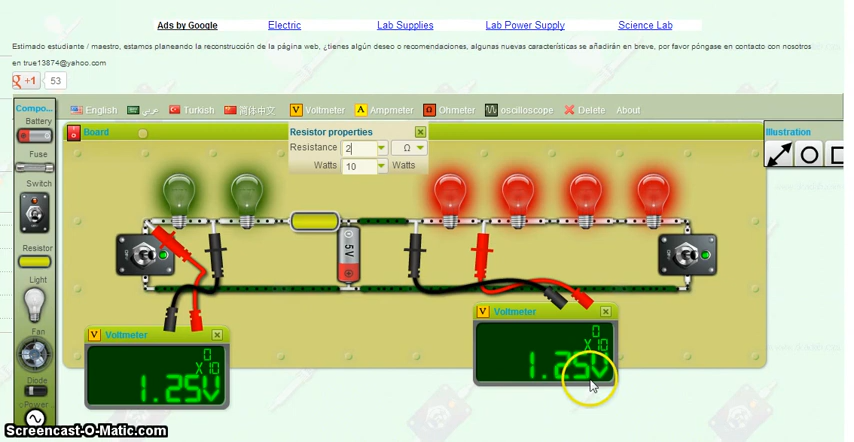 Ads by Google Electric Lab Supplies Lab Power Supply Science Lab
Estimado estudiante / maestro, estamos planeando la reconstrucción de la página web, ¿tienes algún deseo o recomendaciones, algunas nuevas características se añadirán en breve, por favor póngase en contacto con nosotros
en true13874@yahoo.com
+1 53
Compo... English عربي Turkish 简体中文 V Voltmeter A Ampmeter Ω Ohmeter oscilloscope Delete About
Battery
Fuse
Switch
Resistor
Light
Fan
Diode
Power
Board
Resistor properties
Resistance 2 Ω
Watts 10 Watts
Illustration
5V
V Voltmeter
0
X10
1.25V
V Voltmeter
0
X10
1.25V
Screencast-O-Matic.com